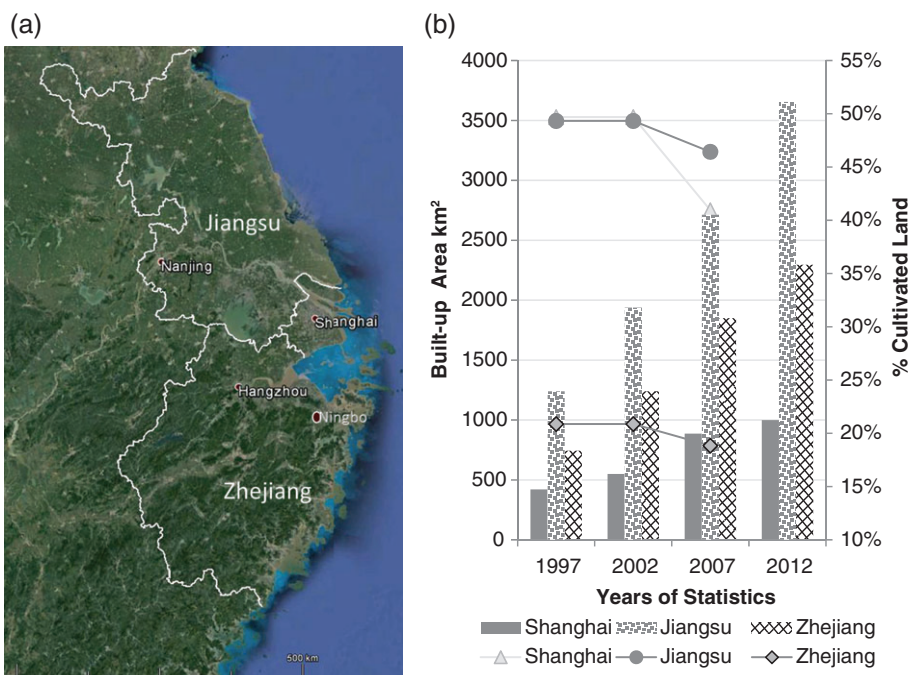 (a)
Jiangsu
Nanjing
Shanghai
Hangzhou
Ningbo
Zhejiang
500 km
(b)
4000
3500
3000
2500
2000
1500
1000
500
0
Built-up Area km²
55%
50%
45%
40%
35%
30%
25%
20%
15%
10%
% Cultivated Land
1997 2002 2007 2012
Years of Statistics
Shanghai Jiangsu Zhejiang
Shanghai Jiangsu Zhejiang